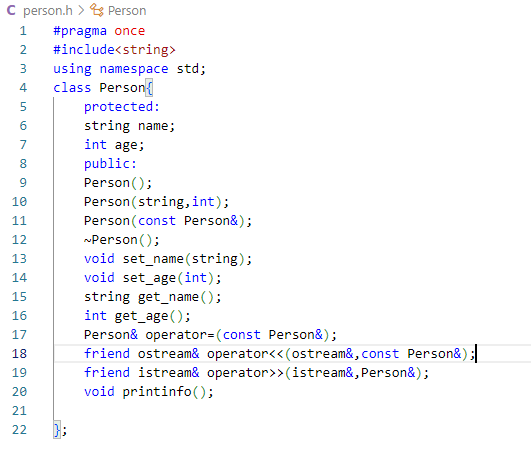 C person.h > Person
1 #pragma once
2 #include<string>
3 using namespace std;
4 class Person{
5 protected:
6 string name;
7 int age;
8 public:
9 Person();
10 Person(string,int);
11 Person(const Person&);
12 ~Person();
13 void set_name(string);
14 void set_age(int);
15 string get_name();
16 int get_age();
17 Person& operator=(const Person&);
18 friend ostream& operator<<(ostream&,const Person&);
19 friend istream& operator>>(istream&,Person&);
20 void printinfo();
21
22 };